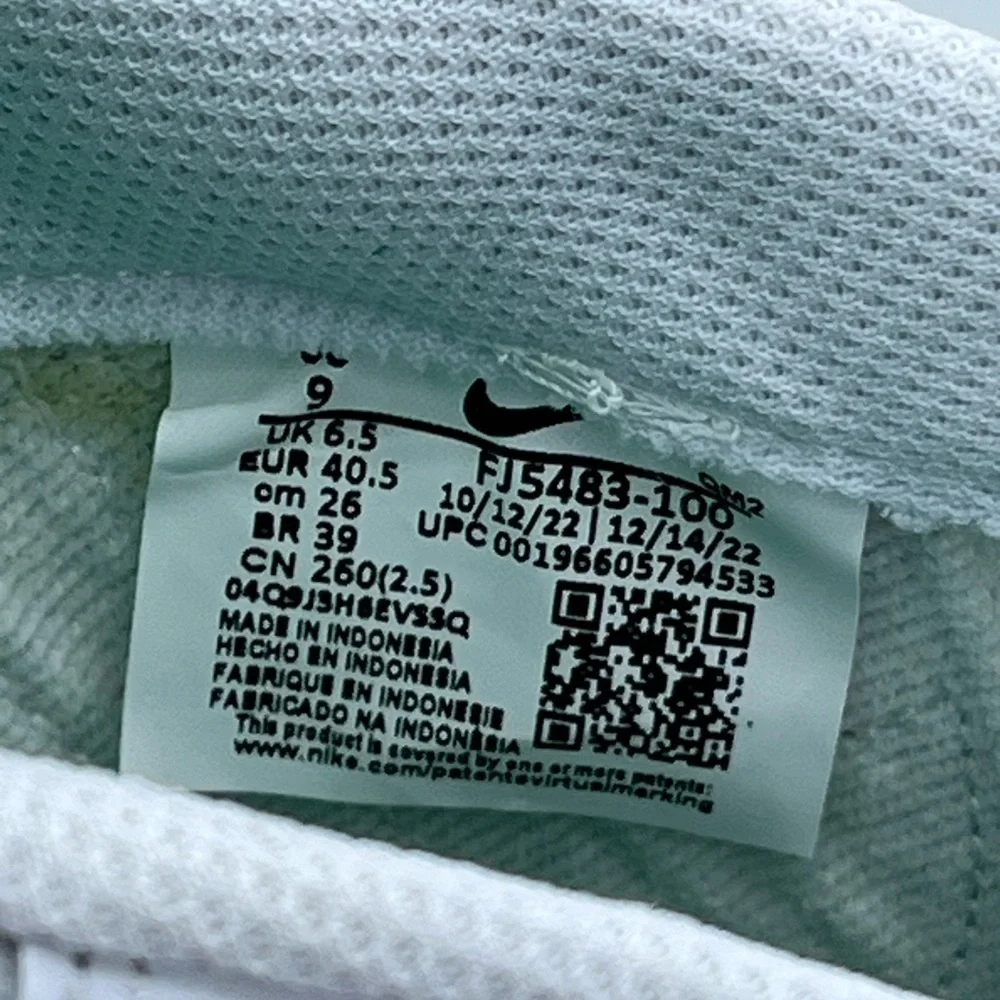 9
UK 6.5
EUR 40.5
cm 26
BR 39
CN 260(2.5)
04Q9J3H6EVSSQ
MADE IN INDONESIA
HECHO EN INDONESIA
FABRIQUE EN INDONESIE
FABRICADO NA INDONÉSIA
This product is covered by one or more patents:
www.nike.com/patentsvirtualmarking
QM2
FJ5483-100
10/12/22 | 12/14/22
UPC 00196605794533